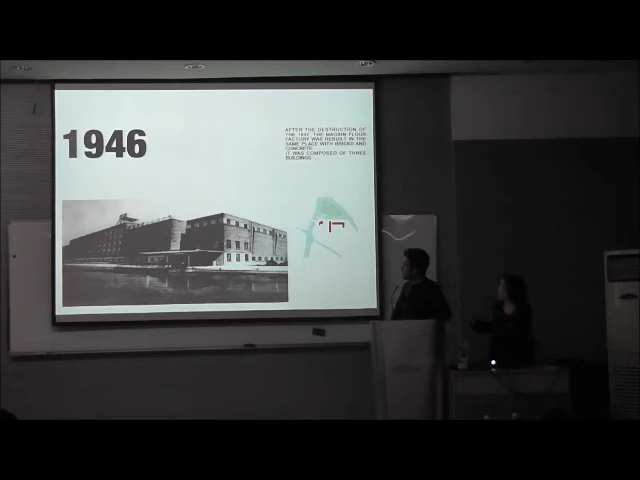 1946
AFTER THE DESTRUCTION OF
THE 1937, THE MAOXIN FLOUR
FACTORY WAS REBUILT IN THE
SAME PLACE WITH BRICKS AND
CONCRETE.
IT WAS COMPOSED OF THREE
BUILDINGS.